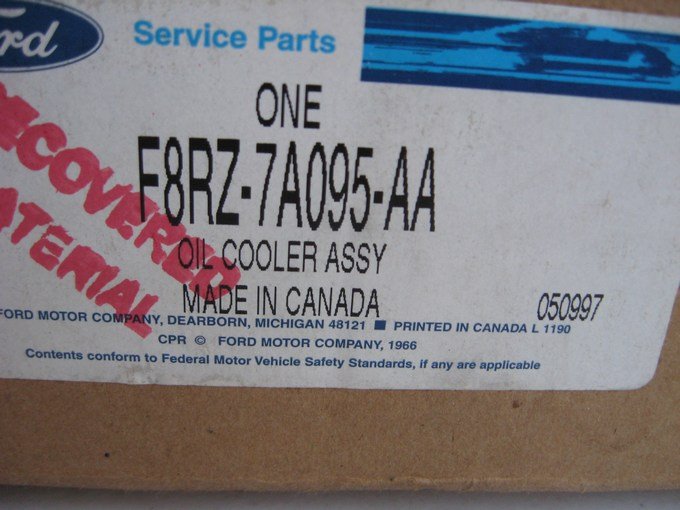 Ford
Service Parts
ONE
F8RZ-7A095-AA
OIL COOLER ASSY
MADE IN CANADA
050997
FORD MOTOR COMPANY, DEARBORN, MICHIGAN 48121 ■ PRINTED IN CANADA L 1190
CPR © FORD MOTOR COMPANY, 1966
Contents conform to Federal Motor Vehicle Safety Standards, if any are applicable
RECOVERED
MATERIAL